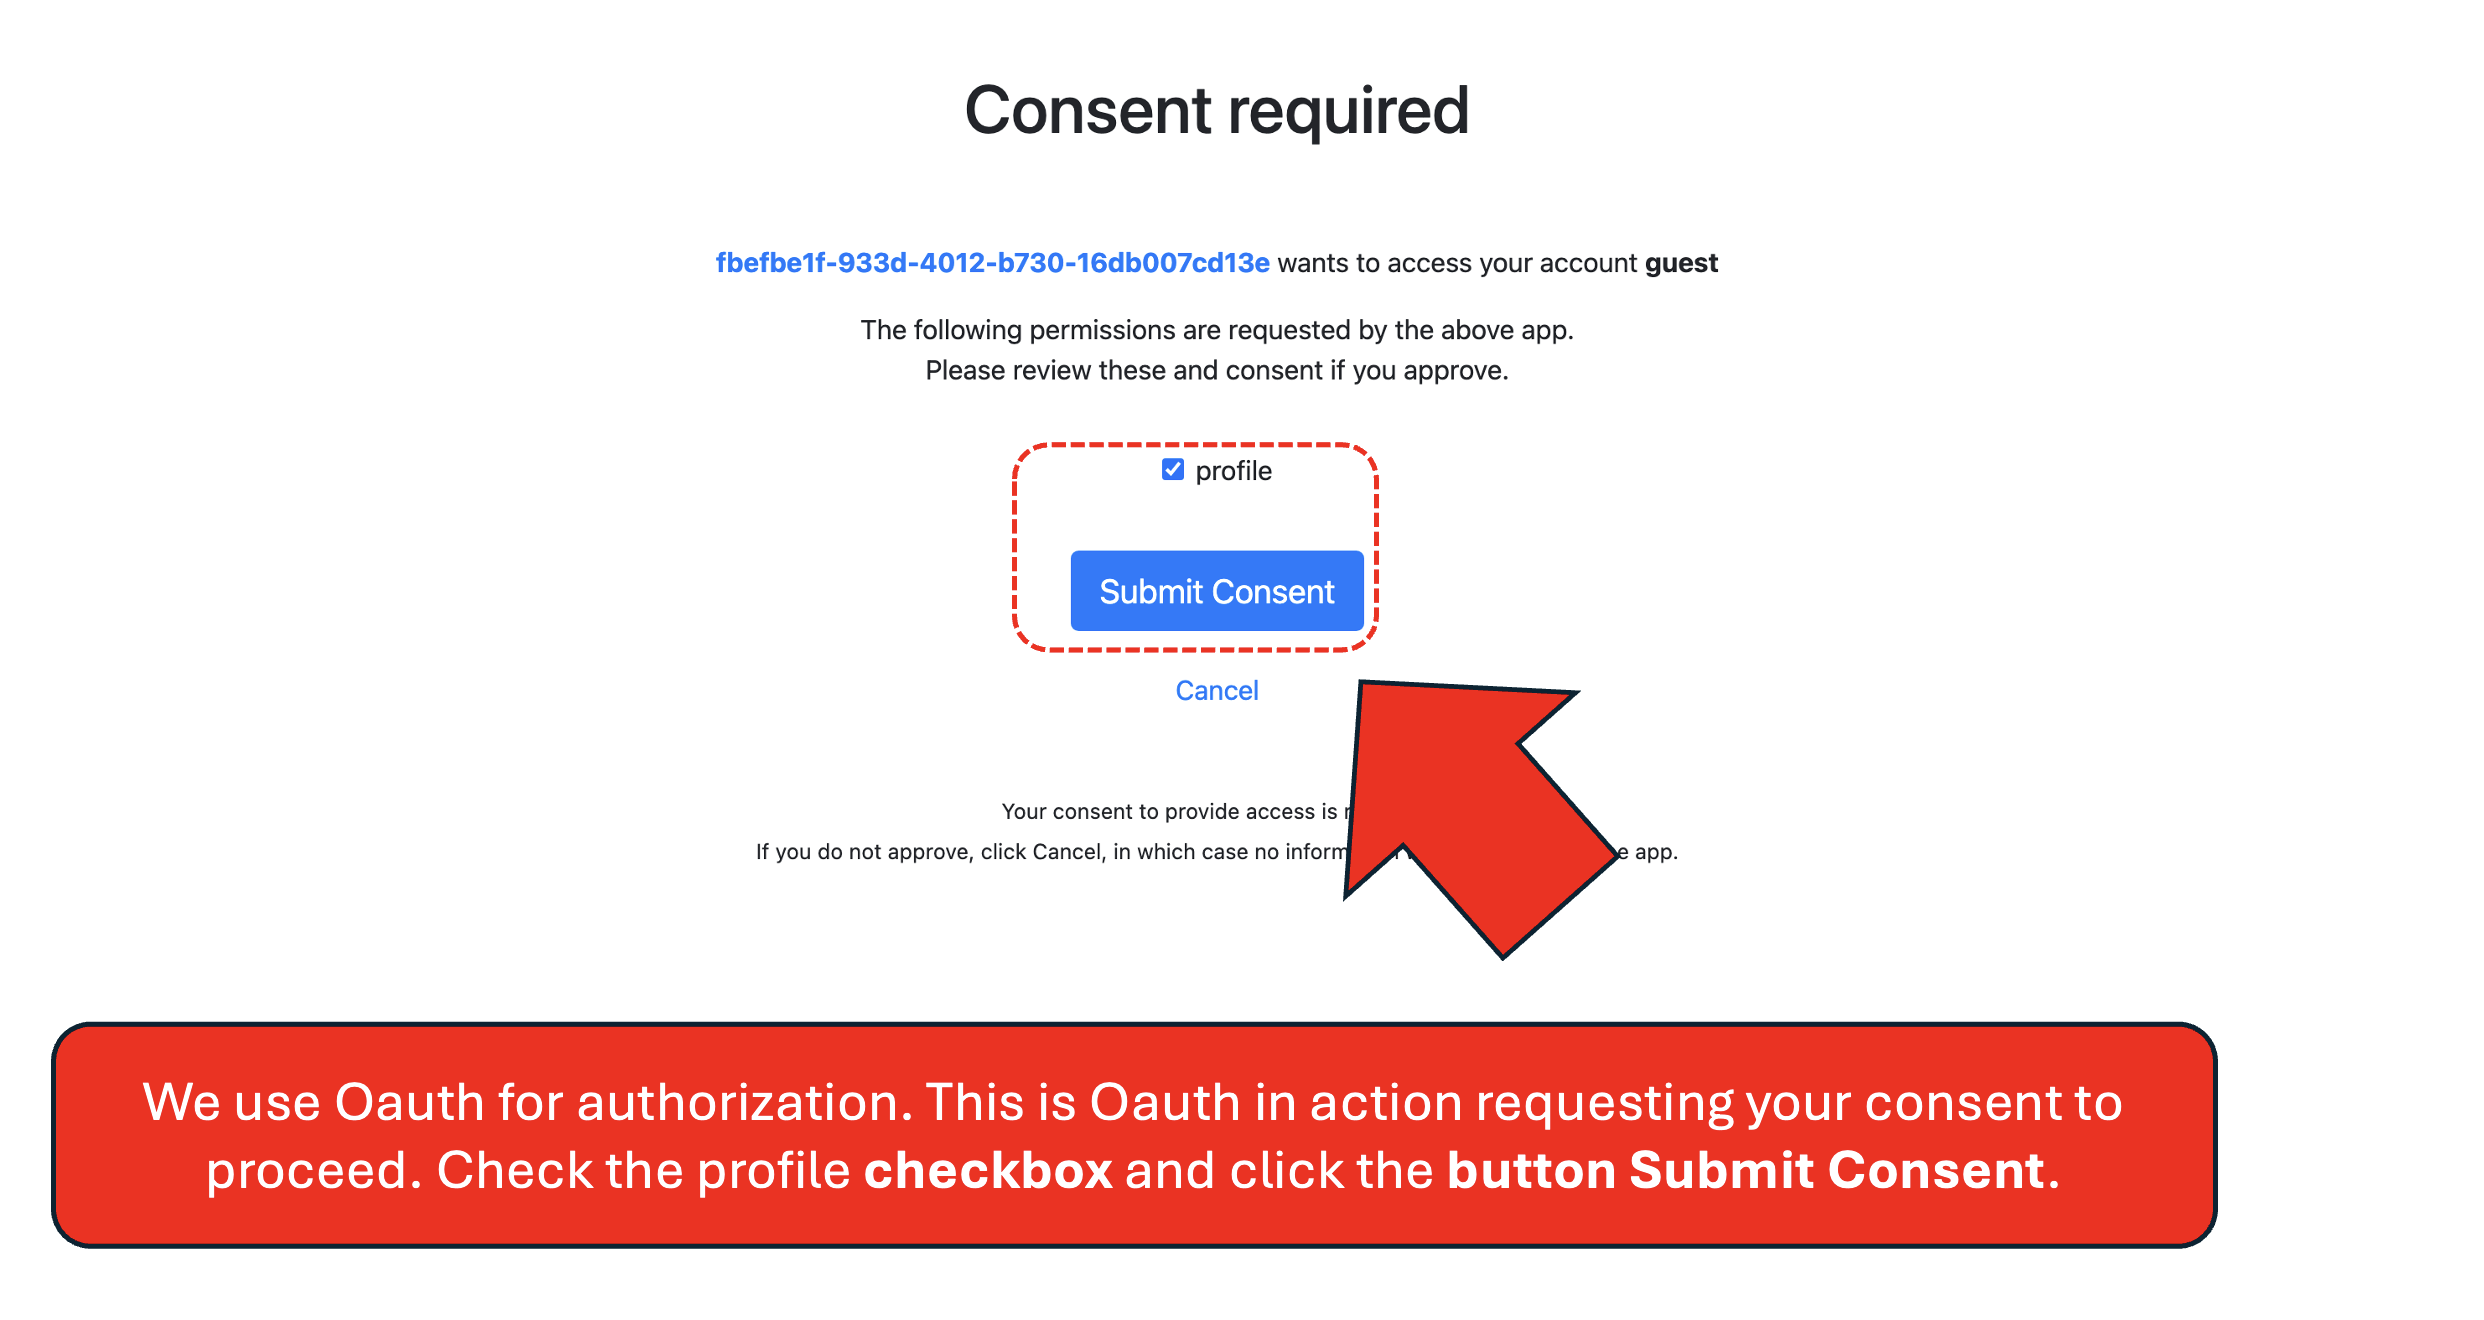 Consent required
fbefbe1f-933d-4012-b730-16db007cd13e wants to access your account guest
The following permissions are requested by the above app.
Please review these and consent if you approve.
profile
Submit Consent
Cancel
Your consent to provide access is
If you do not approve, click Cancel, in which case no app.
We use Oauth for authorization. This is Oauth in action requesting your consent to
proceed. Check the profile checkbox and click the button Submit Consent.